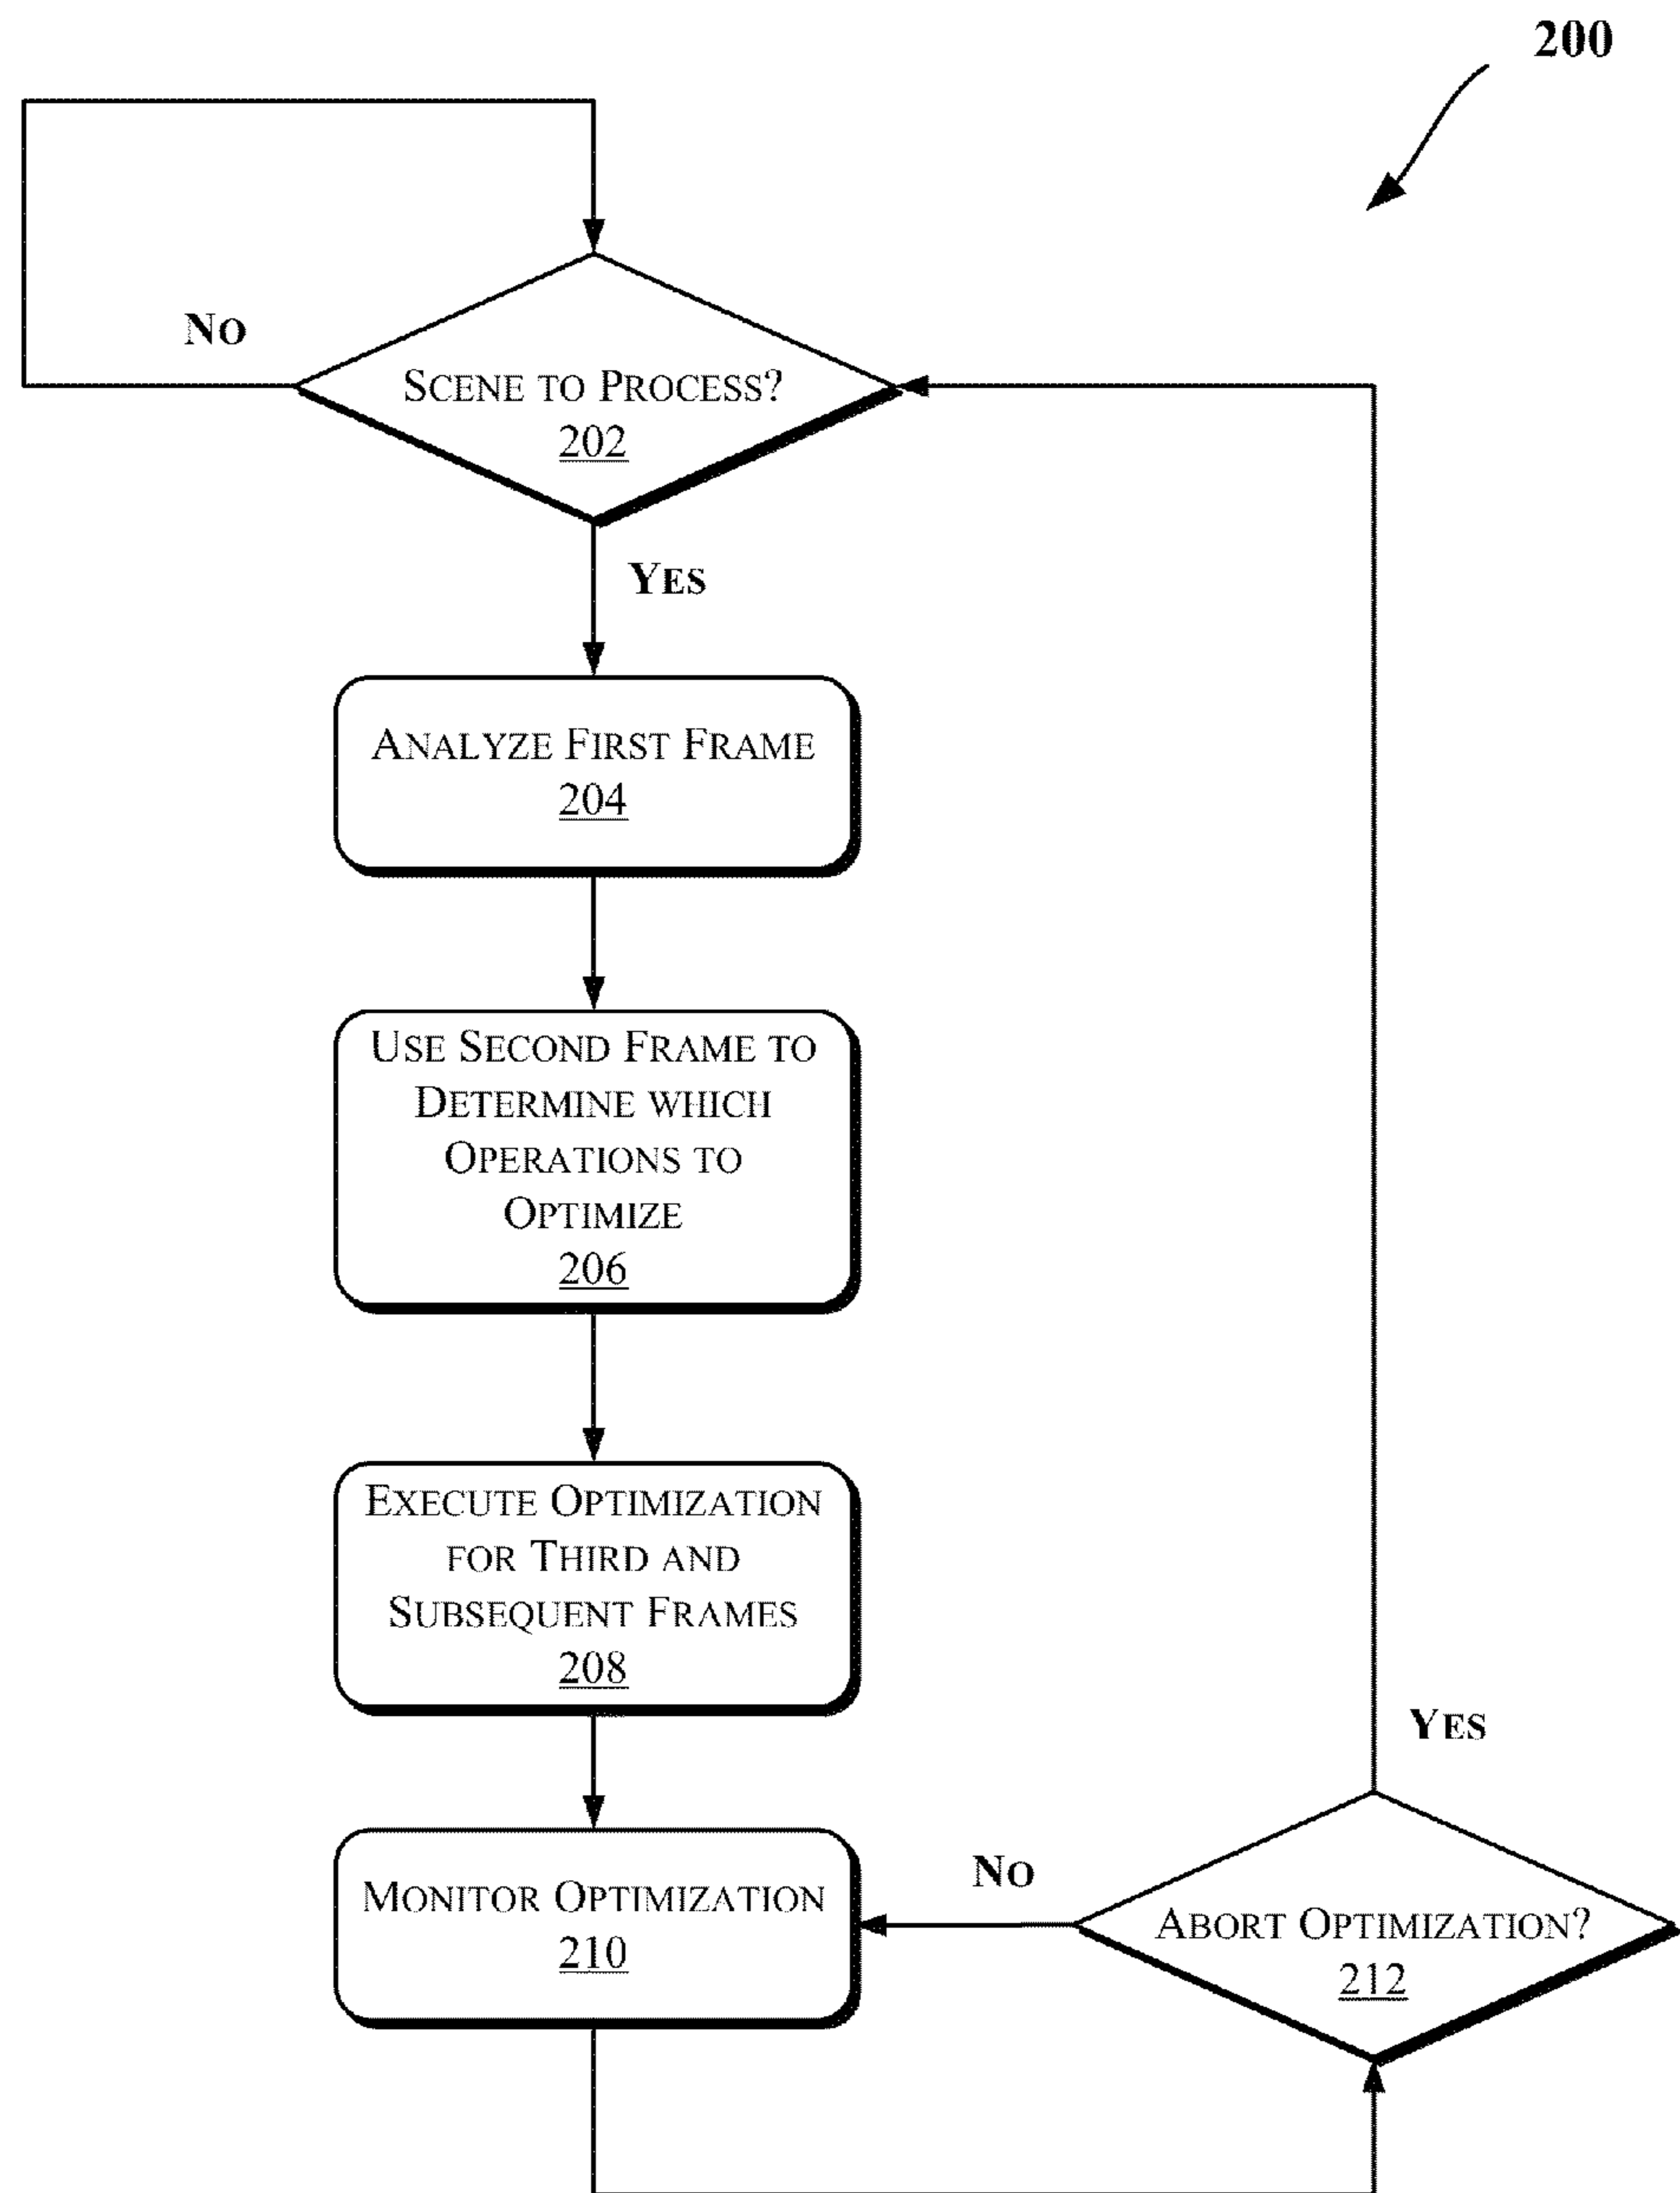 200
NO
SCENE TO PROCESS?
202
YES
ANALYZE FIRST FRAME
204
USE SECOND FRAME TO
DETERMINE WHICH
OPERATIONS TO
OPTIMIZE
206
EXECUTE OPTIMIZATION
FOR THIRD AND
SUBSEQUENT FRAMES
208
YES
MONITOR OPTIMIZATION
210
NO
ABORT OPTIMIZATION?
212